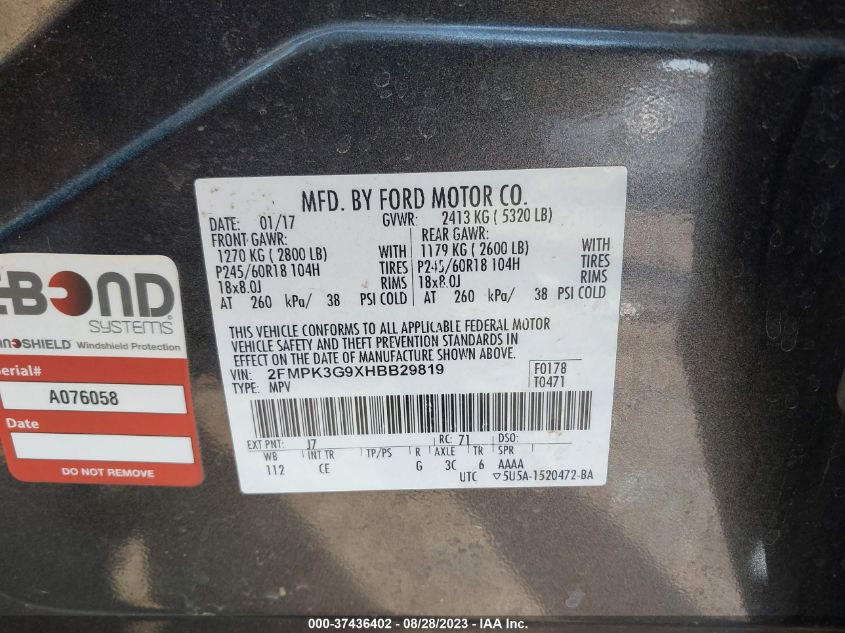 MFD. BY FORD MOTOR CO.
DATE: 01/17 GVWR: 2413 KG ( 5320 LB)
FRONT GAWR: REAR GAWR:
1270 KG ( 2800 LB) WITH 1179 KG ( 2600 LB) WITH
P245/60R18 104H TIRES P245/60R18 104H TIRES
18x8.0J RIMS 18x8.0J RIMS
AT 260 kPa/ 38 PSI COLD AT 260 kPa/ 38 PSI COLD
THIS VEHICLE CONFORMS TO ALL APPLICABLE FEDERAL MOTOR
VEHICLE SAFETY AND THEFT PREVENTION STANDARDS IN
EFFECT ON THE DATE OF MANUFACTURE SHOWN ABOVE.
VIN: 2FMPK3G9XHBB29819 F0178
TYPE: MPV T0471
EXT PNT: J7 RC: 71 DSO:
WB INT TR TP/PS R AXLE TR SPR
112 CE G 3C 6 AAAA
UTC ▽5U5A-1520472-BA
EBOND
SYSTEMS®
SHIELD® Windshield Protection
Serial#
A076058
Date
DO NOT REMOVE
000-37436402 - 08/28/2023 - Insurance Auto Auctions, Inc.